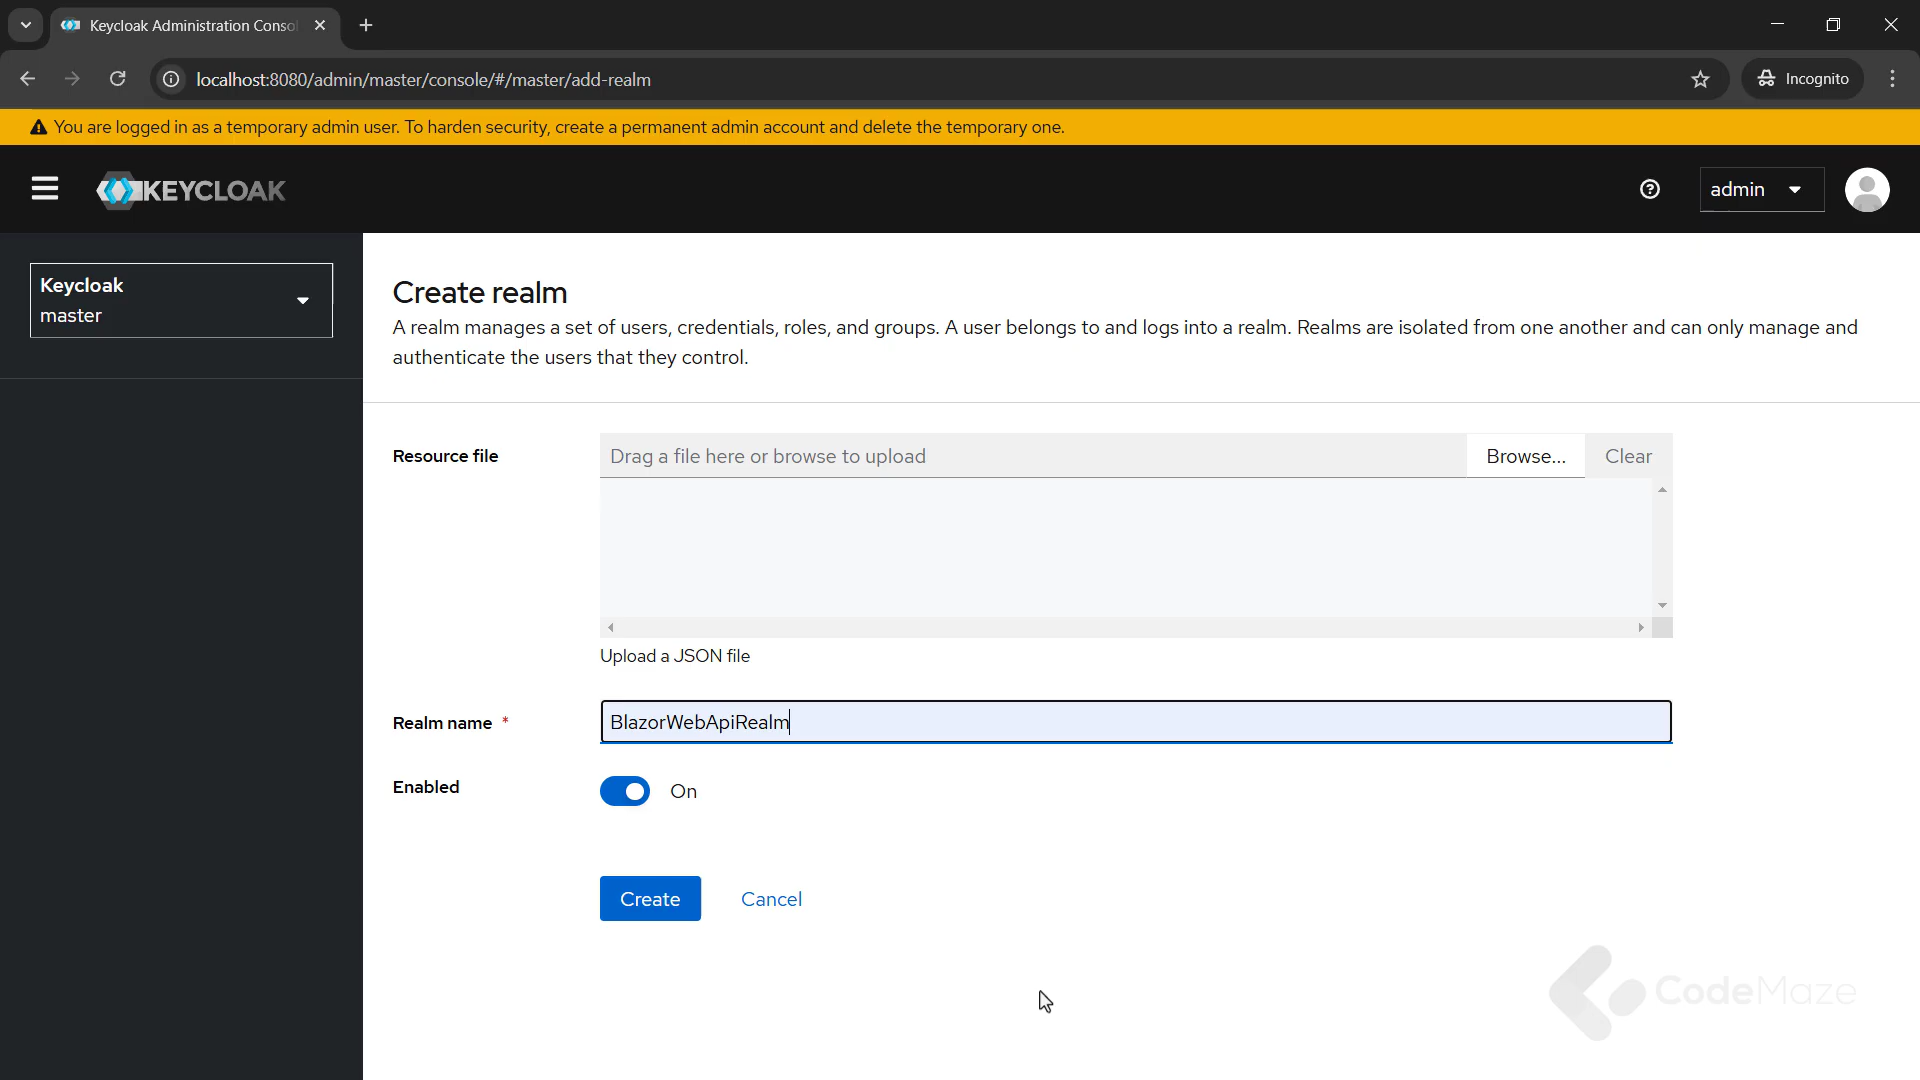 Keycloak Administration Consol
localhost:8080/admin/master/console/#/master/add-realm
Incognito
You are logged in as a temporary admin user. To harden security, create a permanent admin account and delete the temporary one.
KEYCLOAK
admin
Keycloak
master
Create realm
A realm manages a set of users, credentials, roles, and groups. A user belongs to and logs into a realm. Realms are isolated from one another and can only manage and
authenticate the users that they control.
Resource file
Drag a file here or browse to upload
Browse...
Clear
Upload a JSON file
Realm name *
BlazorWebApiRealm
Enabled
On
Create
Cancel
CodeMaze